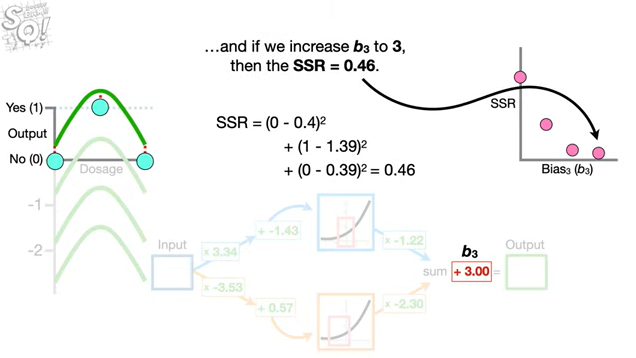 SQ!
…and if we increase b₃ to 3,
then the SSR = 0.46.
Yes (1)
Output
No (0)
Dosage
-1
-2
SSR = (0 - 0.4)²
+ (1 - 1.39)²
+ (0 - 0.39)² = 0.46
SSR
Bias₃ (b₃)
Input
x 3.34
+ -1.43
x -1.22
x -3.53
+ 0.57
x -2.30
b₃
sum + 3.00 =
Output